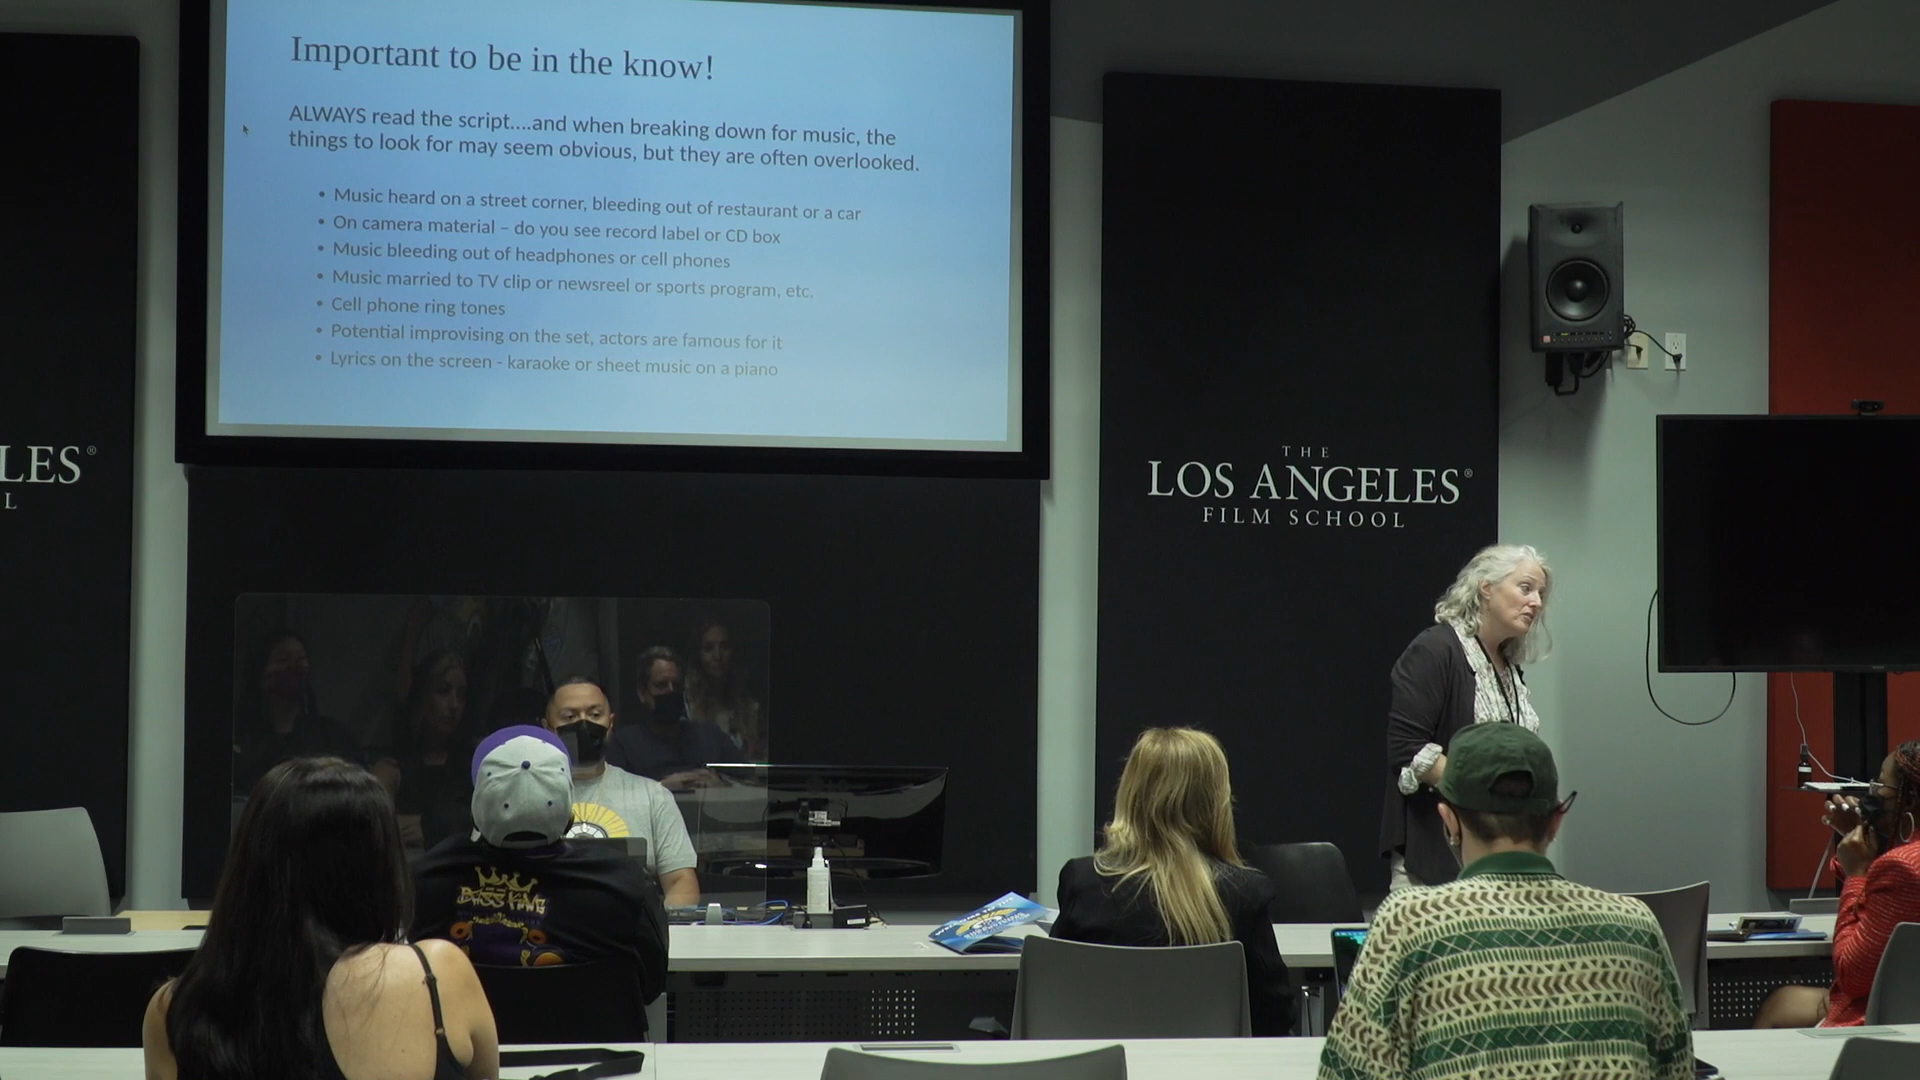 Important to be in the know!
ALWAYS read the script....and when breaking down for music, the
things to look for may seem obvious, but they are often overlooked.
• Music heard on a street corner, bleeding out of restaurant or a car
• On camera material – do you see record label or CD box
• Music bleeding out of headphones or cell phones
• Music married to TV clip or newsreel or sports program, etc.
• Cell phone ring tones
• Potential improvising on the set, actors are famous for it
• Lyrics on the screen - karaoke or sheet music on a piano
LES®
L
THE
LOS ANGELES®
FILM SCHOOL
BASS KING